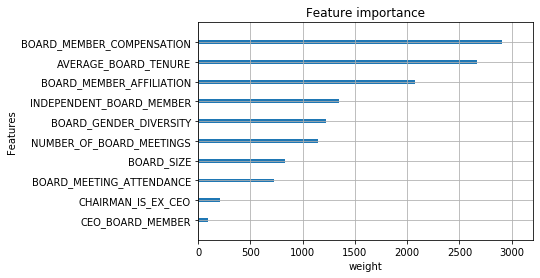 Feature importance
Features
BOARD_MEMBER_COMPENSATION
AVERAGE_BOARD_TENURE
BOARD_MEMBER_AFFILIATION
INDEPENDENT_BOARD_MEMBER
BOARD_GENDER_DIVERSITY
NUMBER_OF_BOARD_MEETINGS
BOARD_SIZE
BOARD_MEETING_ATTENDANCE
CHAIRMAN_IS_EX_CEO
CEO_BOARD_MEMBER
0 500 1000 1500 2000 2500 3000
weight